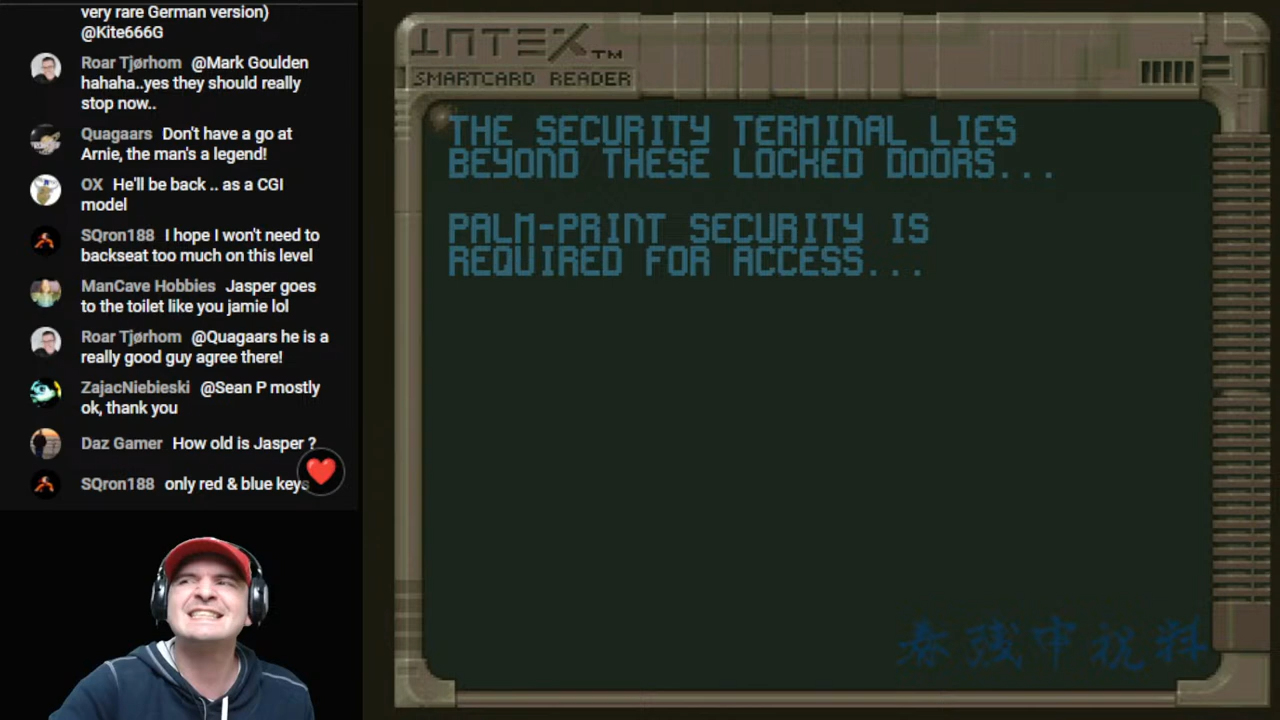 very rare German version)
@Kite666G
Roar Tjørhom @Mark Goulden
hahaha..yes they should really
stop now..
Quagaars Don't have a go at
Arnie, the man's a legend!
OX He'll be back .. as a CGI
model
SQron188 I hope I won't need to
backseat too much on this level
ManCave Hobbies Jasper goes
to the toilet like you jamie lol
Roar Tjørhom @Quagaars he is a
really good guy agree there!
ZajacNiebieski @Sean P mostly
ok, thank you
Daz Gamer How old is Jasper ?
SQron188 only red & blue keys
INTEX TM
SMARTCARD READER
THE SECURITY TERMINAL LIES
BEYOND THESE LOCKED DOORS...
PALM-PRINT SECURITY IS
REQUIRED FOR ACCESS...